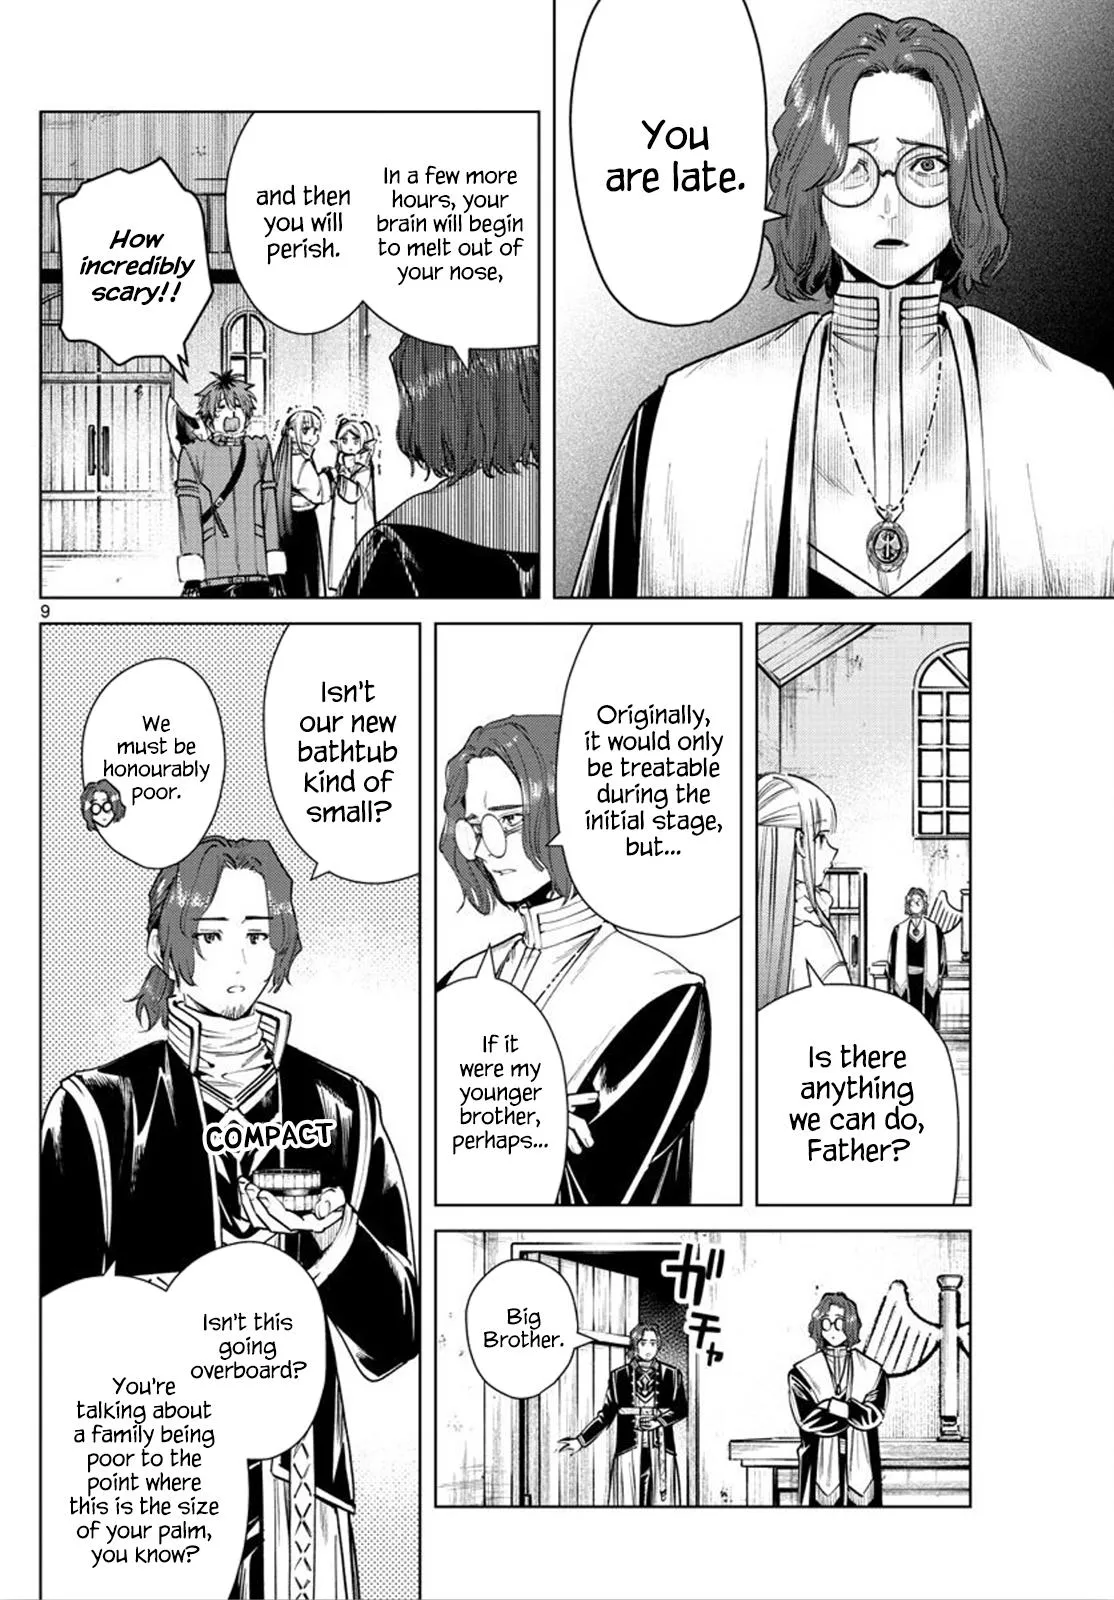 You
are late.
In a few more
hours, your
brain will begin
to melt out of
your nose,
and then
you will
perish.
How
incredibly
scary!!
9
Is there
anything
we can do,
Father?
Originally,
it would only
be treatable
during the
initial stage,
but...
If it
were my
younger
brother,
perhaps...
ガチャ
Big
Brother.
Isn't
our new
bathtub
kind of
small?
We
must be
honourably
poor.
COMPACT
Isn't this
going
overboard?
You're
talking about
a family being
poor to the
point where
this is the size
of your palm,
you know?